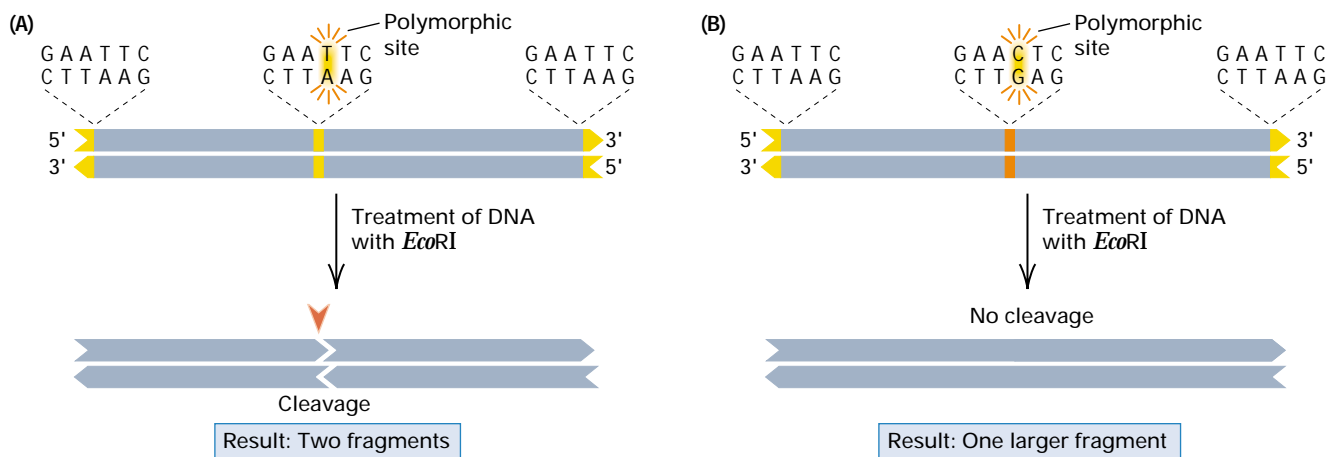 (A)
Polymorphic
site
G A A T T C
C T T A A G
G A A T T C
C T T A A G
G A A T T C
C T T A A G
5' 3'
3' 5'
Treatment of DNA
with EcoRI
Cleavage
Result: Two fragments
(B)
Polymorphic
site
G A A T T C
C T T A A G
G A A C T C
C T T G A G
G A A T T C
C T T A A G
5' 3'
3' 5'
Treatment of DNA
with EcoRI
No cleavage
Result: One larger fragment